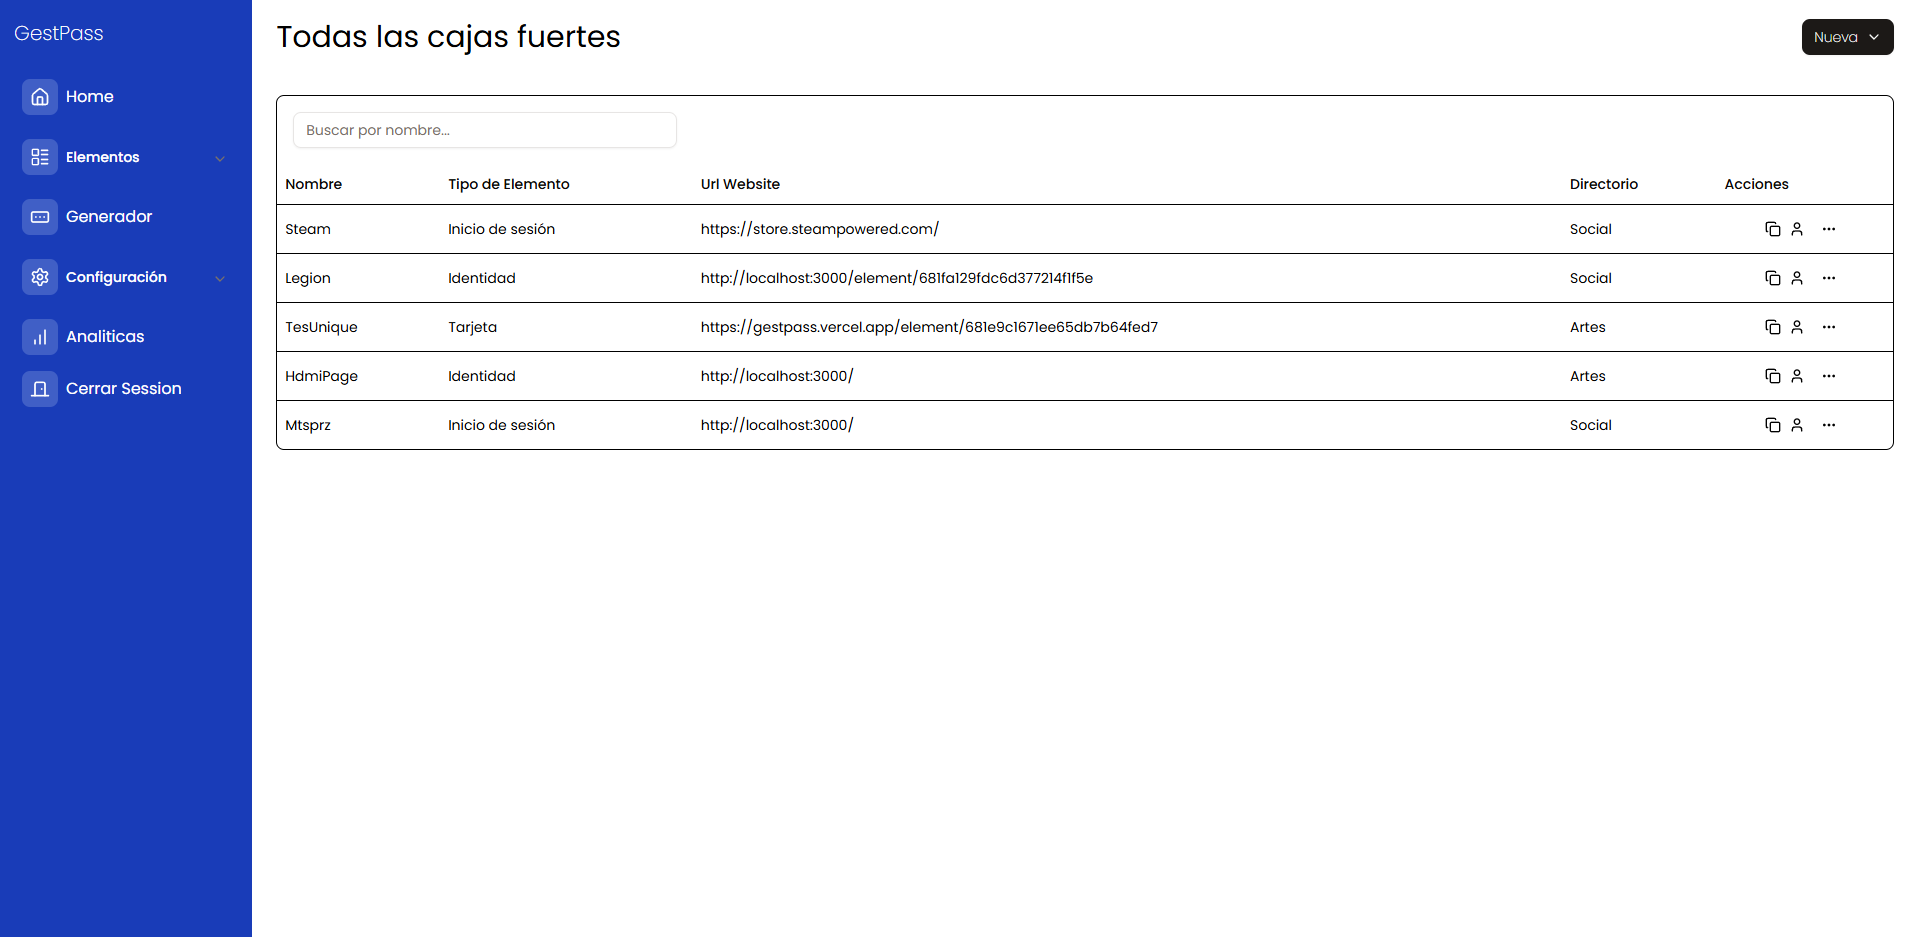 GestPass
Home
Elementos
Generador
Configuración
Analiticas
Cerrar Session
Todas las cajas fuertes
Nueva
Buscar por nombre...
Nombre Tipo de Elemento Url Website Directorio Acciones
Steam Inicio de sesión https://store.steampowered.com/ Social
Legion Identidad http://localhost:3000/element/681fa129fdc6d377214f1f5e Social
TesUnique Tarjeta https://gestpass.vercel.app/element/681e9c1671ee65db7b64fed7 Artes
HdmiPage Identidad http://localhost:3000/ Artes
Mtsprz Inicio de sesión http://localhost:3000/ Social